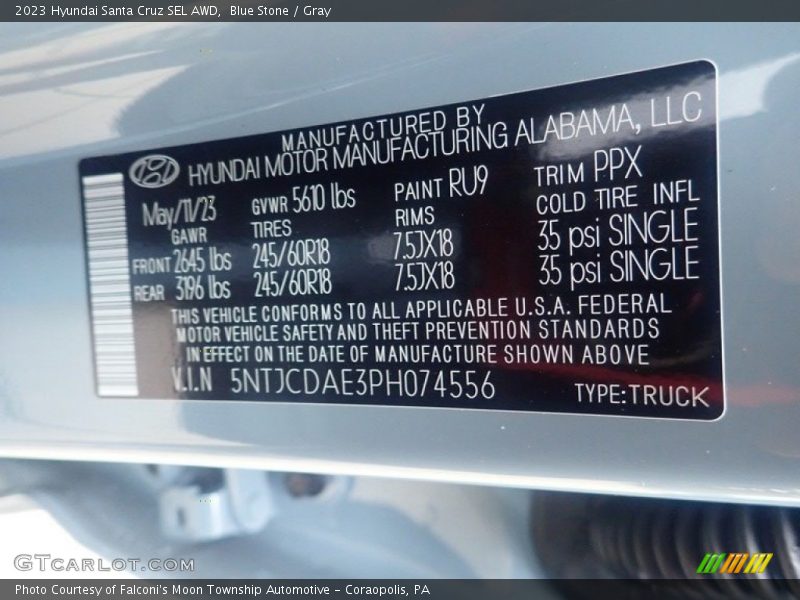 2023 Hyundai Santa Cruz SEL AWD,  Blue Stone / Gray
MANUFACTURED BY
HYUNDAI MOTOR MANUFACTURING ALABAMA, LLC
May/11/23 GVWR 5610 lbs PAINT RU9 TRIM PPX
GAWR TIRES RIMS COLD TIRE INFL
FRONT 2645 lbs 245/60R18 7.5JX18 35 psi SINGLE
REAR 3196 lbs 245/60R18 7.5JX18 35 psi SINGLE
THIS VEHICLE CONFORMS TO ALL APPLICABLE U.S.A. FEDERAL
MOTOR VEHICLE SAFETY AND THEFT PREVENTION STANDARDS
IN EFFECT ON THE DATE OF MANUFACTURE SHOWN ABOVE
V.I.N 5NTJCDAE3PH074556 TYPE:TRUCK
GTCARLOT.COM
Photo Courtesy of Falconi's Moon Township Automotive – Coraopolis, PA